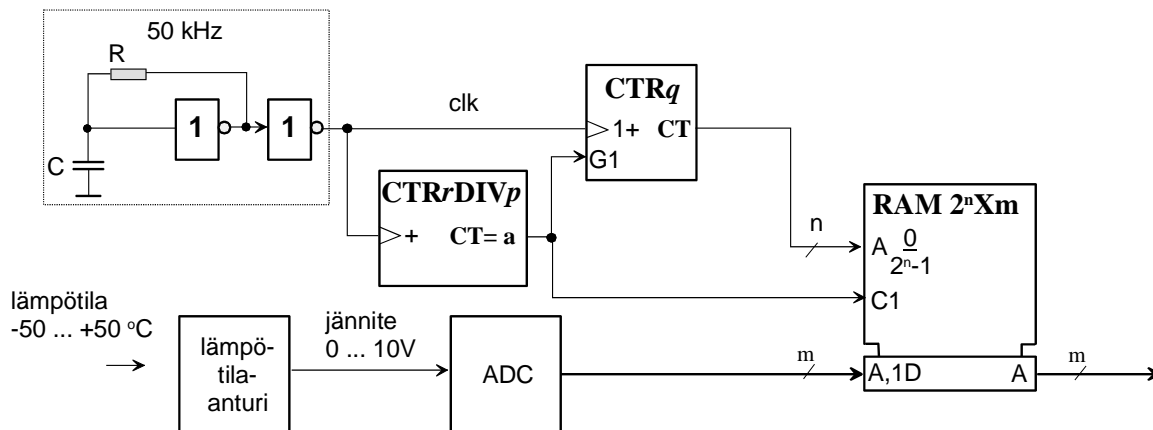 50 kHz
R
1
1
C
clk
CTRq
1+ CT
G1
CTRrDIVp
+
CT= a
n
RAM 2ⁿXm
A 0
2ⁿ-1
C1
lämpötila
-50 ... +50 ºC
lämpö-
tila-
anturi
jännite
0 ... 10V
ADC
m
A,1D
A
m